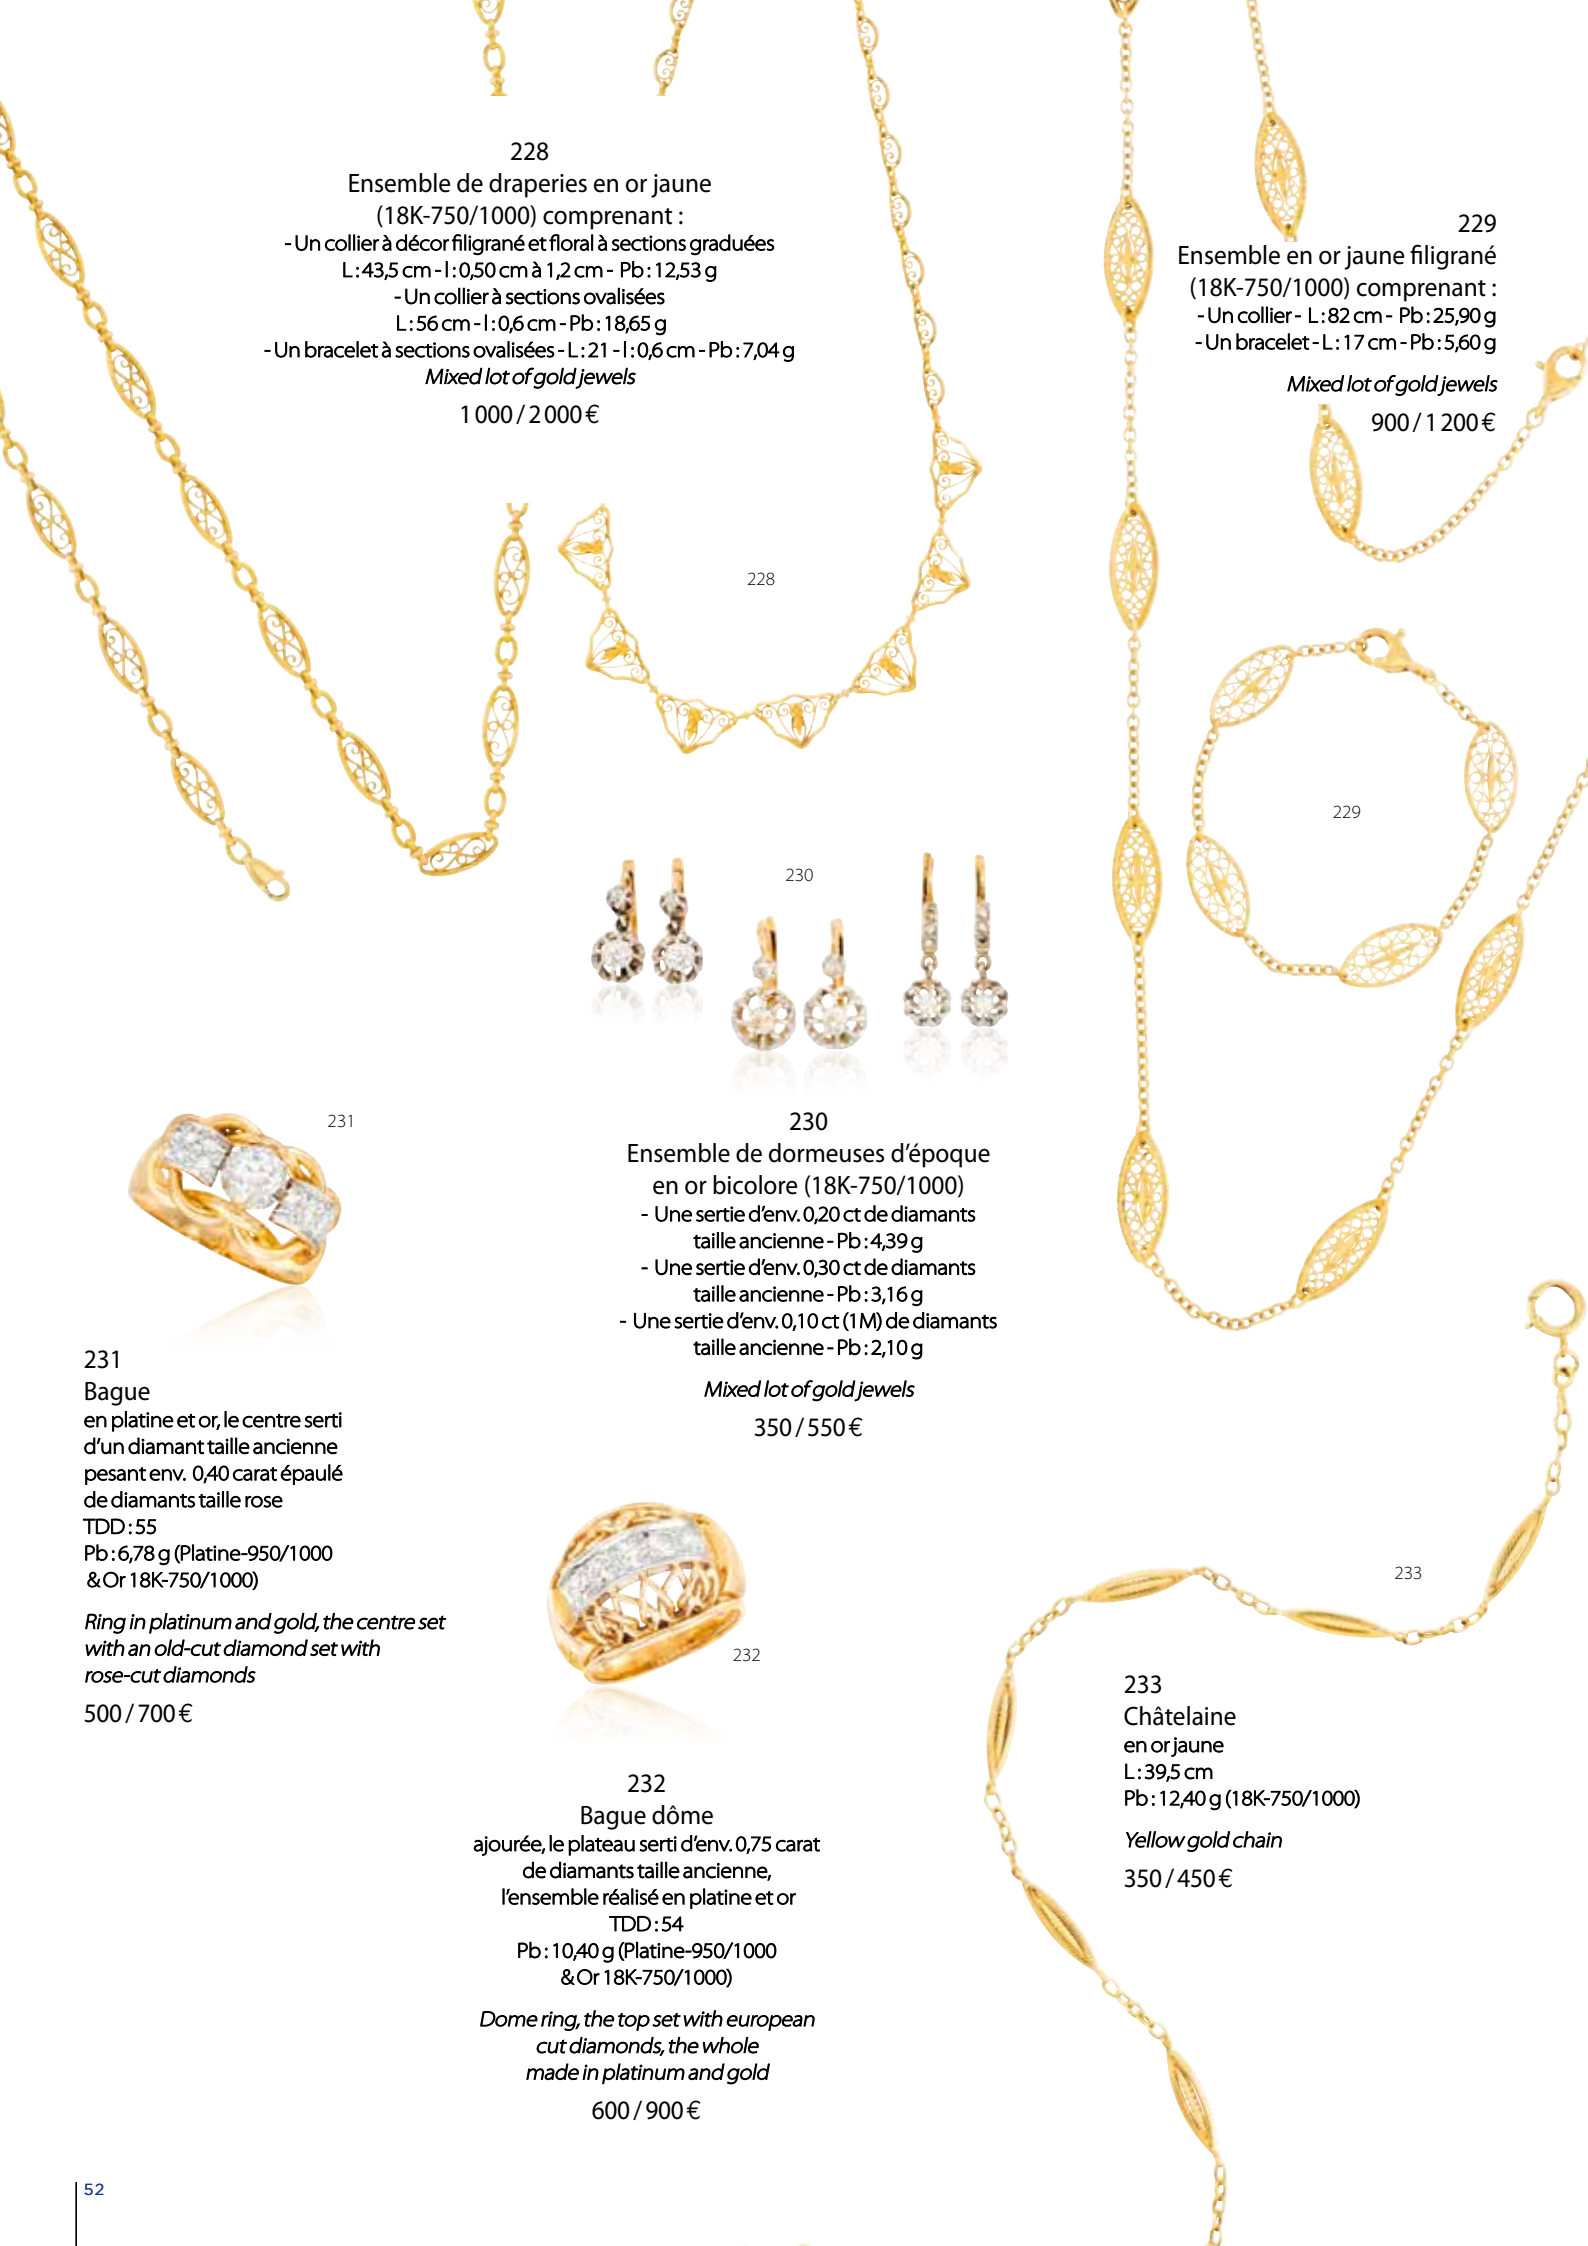 228
Ensemble de draperies en or jaune
(18K-750/1000) comprenant :
- Un collier à décor filigrané et floral à sections graduées
L : 43,5 cm - l : 0,50 cm à 1,2 cm - Pb : 12,53 g
- Un collier à sections ovalisées
L : 56 cm - l : 0,6 cm - Pb : 18,65 g
- Un bracelet à sections ovalisées - L : 21 - l : 0,6 cm - Pb : 7,04 g
Mixed lot of gold jewels
1 000 / 2 000 €
229
Ensemble en or jaune filigrané
(18K-750/1000) comprenant :
- Un collier - L : 82 cm - Pb : 25,90 g
- Un bracelet - L : 17 cm - Pb : 5,60 g
Mixed lot of gold jewels
900 / 1 200 €
228
229
230
230
Ensemble de dormeuses d'époque
en or bicolore (18K-750/1000)
- Une sertie d'env. 0,20 ct de diamants
taille ancienne - Pb : 4,39 g
- Une sertie d'env. 0,30 ct de diamants
taille ancienne - Pb : 3,16 g
- Une sertie d'env. 0,10 ct (1M) de diamants
taille ancienne - Pb : 2,10 g
Mixed lot of gold jewels
350 / 550 €
231
231
Bague
en platine et or, le centre serti
d'un diamant taille ancienne
pesant env. 0,40 carat épaulé
de diamants taille rose
TDD : 55
Pb : 6,78 g (Platine-950/1000
& Or 18K-750/1000)
Ring in platinum and gold, the centre set
with an old-cut diamond set with
rose-cut diamonds
500 / 700 €
232
232
Bague dôme
ajourée, le plateau serti d'env. 0,75 carat
de diamants taille ancienne,
l'ensemble réalisé en platine et or
TDD : 54
Pb : 10,40 g (Platine-950/1000
& Or 18K-750/1000)
Dome ring, the top set with european
cut diamonds, the whole
made in platinum and gold
600 / 900 €
233
233
Châtelaine
en or jaune
L : 39,5 cm
Pb : 12,40 g (18K-750/1000)
Yellow gold chain
350 / 450 €
52